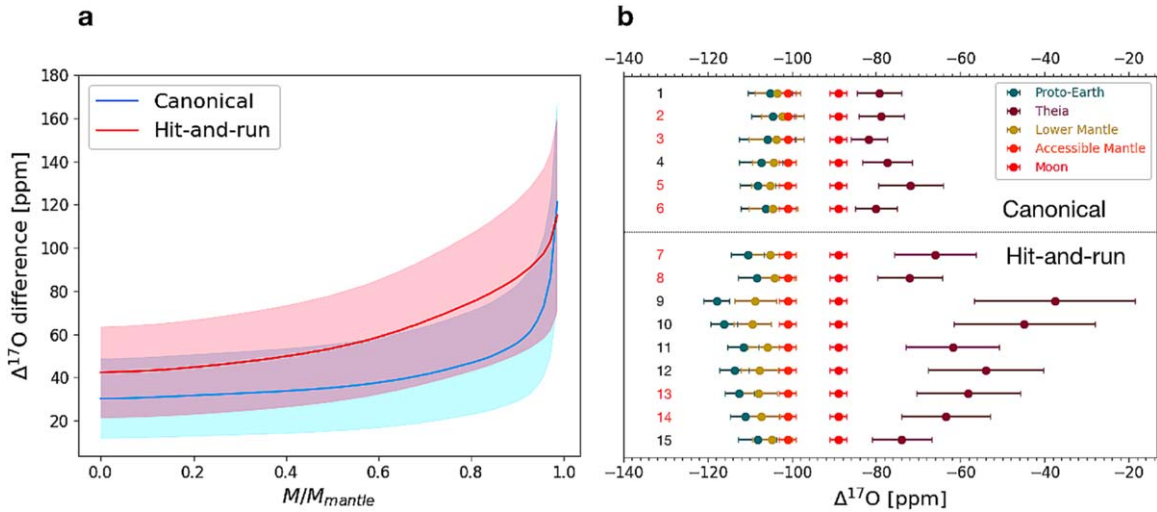 a
Δ¹⁷O difference [ppm]
180
160
140
120
100
80
60
40
20
Canonical
Hit-and-run
0.0 0.2 0.4 0.6 0.8 1.0
M/M_mantle
b
−140 −120 −100 −80 −60 −40 −20
1
2
3
4
5
6
7
8
9
10
11
12
13
14
15
Proto-Earth
Theia
Lower Mantle
Accessible Mantle
Moon
Canonical
Hit-and-run
−140 −120 −100 −80 −60 −40 −20
Δ¹⁷O [ppm]